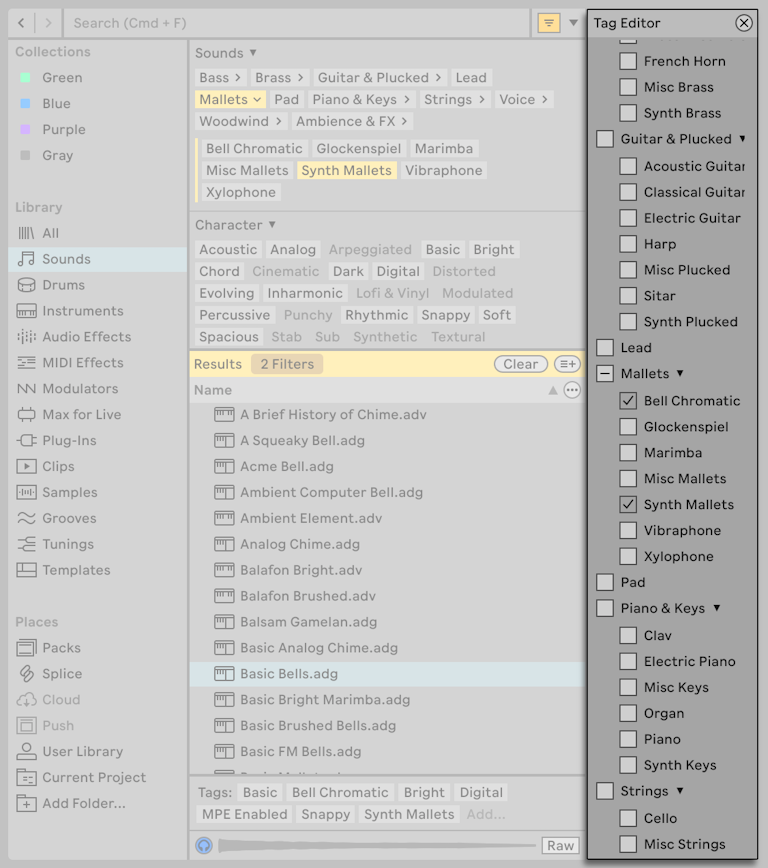 Search (Cmd + F)
Collections
Green
Blue
Purple
Gray
Library
All
Sounds
Drums
Instruments
Audio Effects
MIDI Effects
Modulators
Max for Live
Plug-Ins
Clips
Samples
Grooves
Tunings
Templates
Places
Packs
Splice
Cloud
Push
User Library
Current Project
Add Folder...
Sounds
Bass Brass Guitar & Plucked Lead
Mallets Pad Piano & Keys Strings Voice
Woodwind Ambience & FX
Bell Chromatic Glockenspiel Marimba
Misc Mallets Synth Mallets Vibraphone
Xylophone
Character
Acoustic Analog Arpeggiated Basic Bright
Chord Cinematic Dark Digital Distorted
Evolving Inharmonic Lofi & Vinyl Modulated
Percussive Punchy Rhythmic Snappy Soft
Spacious Stab Sub Synthetic Textural
Results 2 Filters Clear
Name
A Brief History of Chime.adv
A Squeaky Bell.adg
Acme Bell.adg
Ambient Computer Bell.adg
Ambient Element.adv
Analog Chime.adg
Balafon Bright.adv
Balafon Brushed.adv
Balsam Gamelan.adg
Basic Analog Chime.adg
Basic Bells.adg
Basic Bright Marimba.adg
Basic Brushed Bells.adg
Basic FM Bells.adg
Tags: Basic Bell Chromatic Bright Digital
MPE Enabled Snappy Synth Mallets Add...
Raw
Tag Editor
French Horn
Misc Brass
Synth Brass
Guitar & Plucked
Acoustic Guitar
Classical Guitar
Electric Guitar
Harp
Misc Plucked
Sitar
Synth Plucked
Lead
Mallets
Bell Chromatic
Glockenspiel
Marimba
Misc Mallets
Synth Mallets
Vibraphone
Xylophone
Pad
Piano & Keys
Clav
Electric Piano
Misc Keys
Organ
Piano
Synth Keys
Strings
Cello
Misc Strings